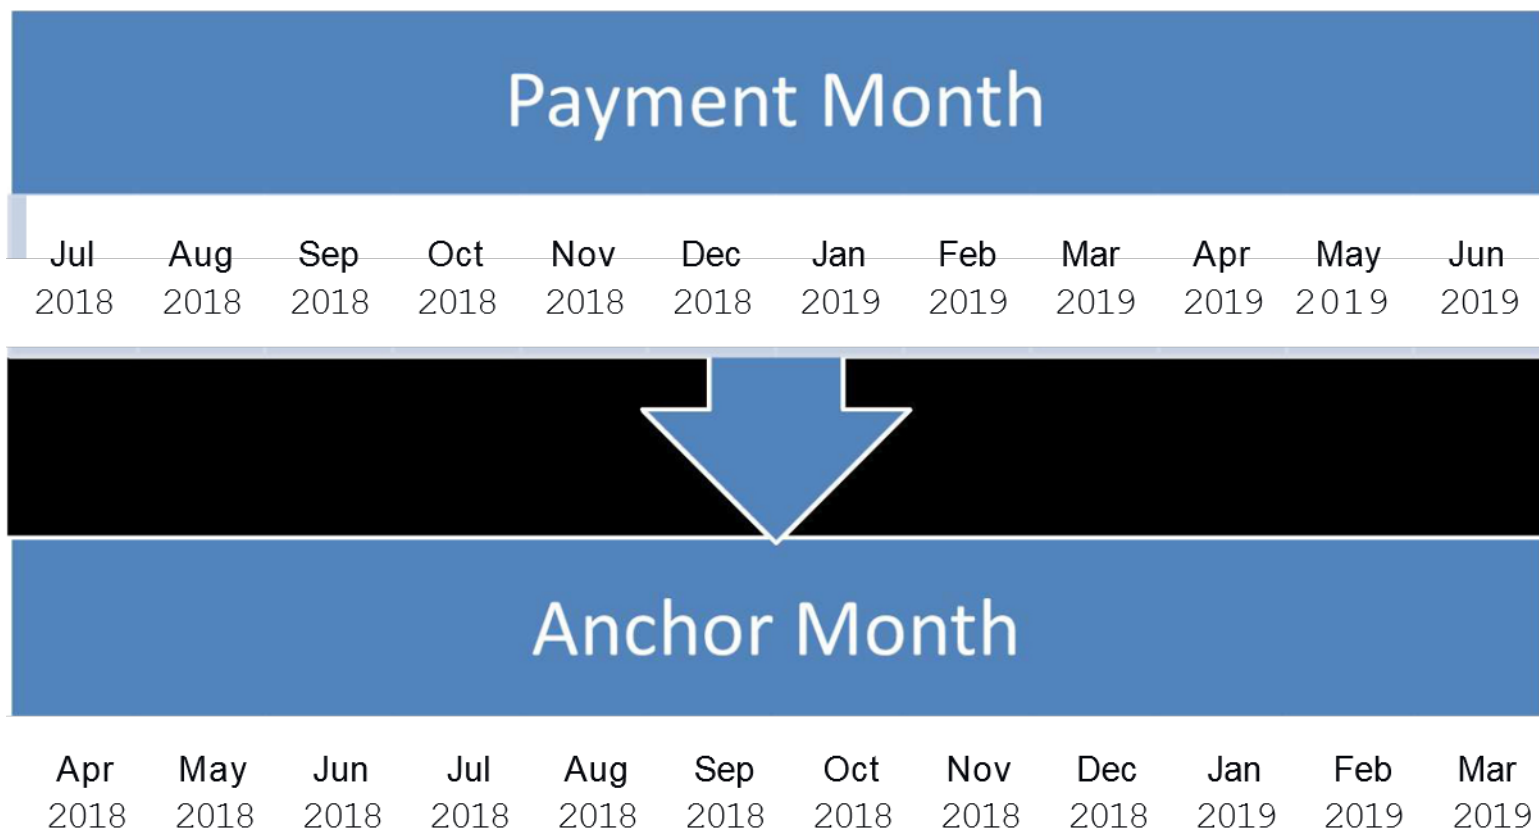 Payment Month
Jul Aug Sep Oct Nov Dec Jan Feb Mar Apr May Jun
2018 2018 2018 2018 2018 2018 2019 2019 2019 2019 2019 2019
Anchor Month
Apr May Jun Jul Aug Sep Oct Nov Dec Jan Feb Mar
2018 2018 2018 2018 2018 2018 2018 2018 2018 2019 2019 2019